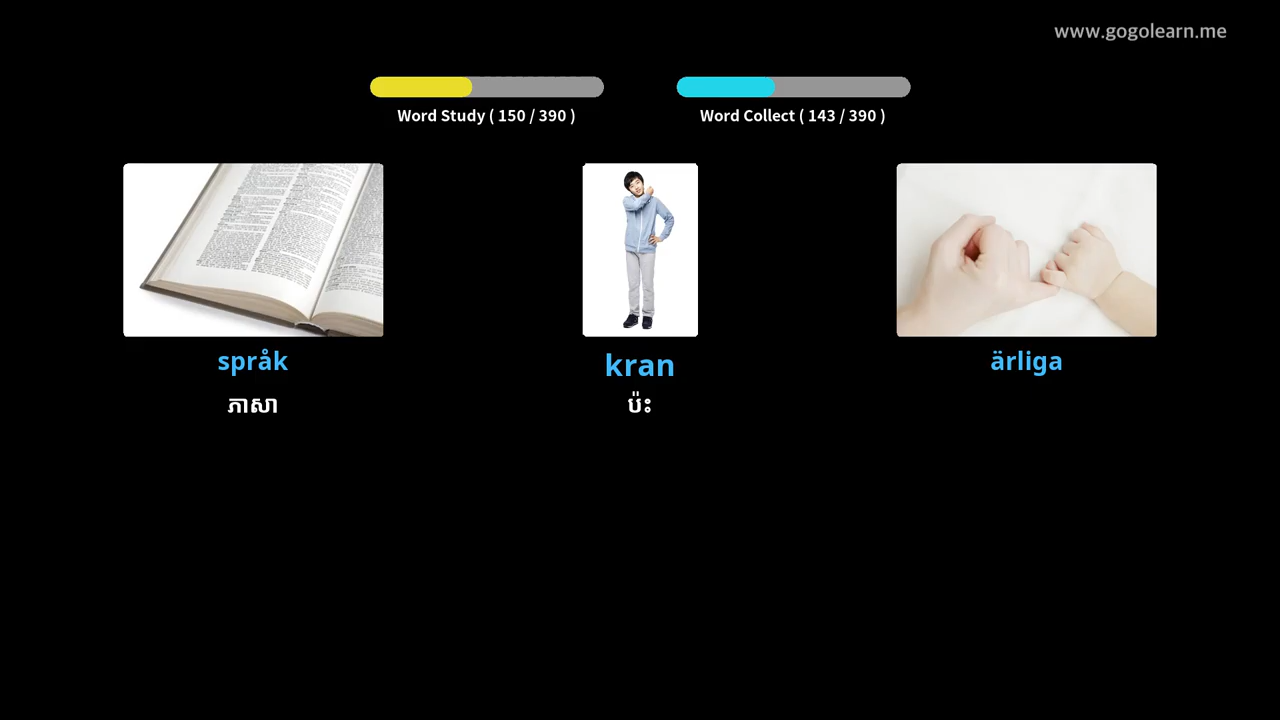 www.gogolearn.me
Word Study ( 150 / 390 )
Word Collect ( 143 / 390 )
språk
kran
ärliga
ភាសា
ប៉ះ